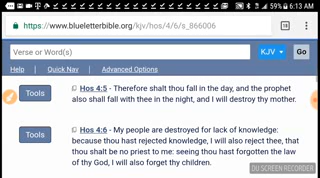 59% 6:13 AM
https://www.blueletterbible.org/kjv/hos/4/6/s_866006
18
Verse or Word(s)
KJV
Go
Help Quick Nav Advanced Options
Tools
Hos 4:5 - Therefore shalt thou fall in the day, and the prophet
also shall fall with thee in the night, and I will destroy thy mother.
Tools
Hos 4:6 - My people are destroyed for lack of knowledge:
because thou hast rejected knowledge, I will also reject thee, that
thou shalt be no priest to me: seeing thou hast forgotten the law
of thy God, I will also forget thy children.
DU SCREEN RECORDER